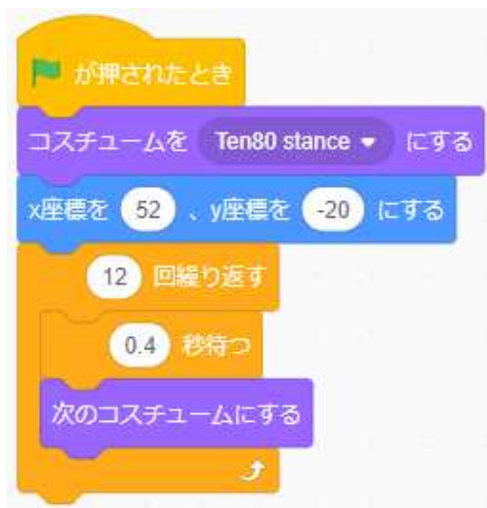 が押されたとき
コスチュームを Ten80 stance にする
x座標を 52 、y座標を -20 にする
12 回繰り返す
0.4 秒待つ
次のコスチュームにする